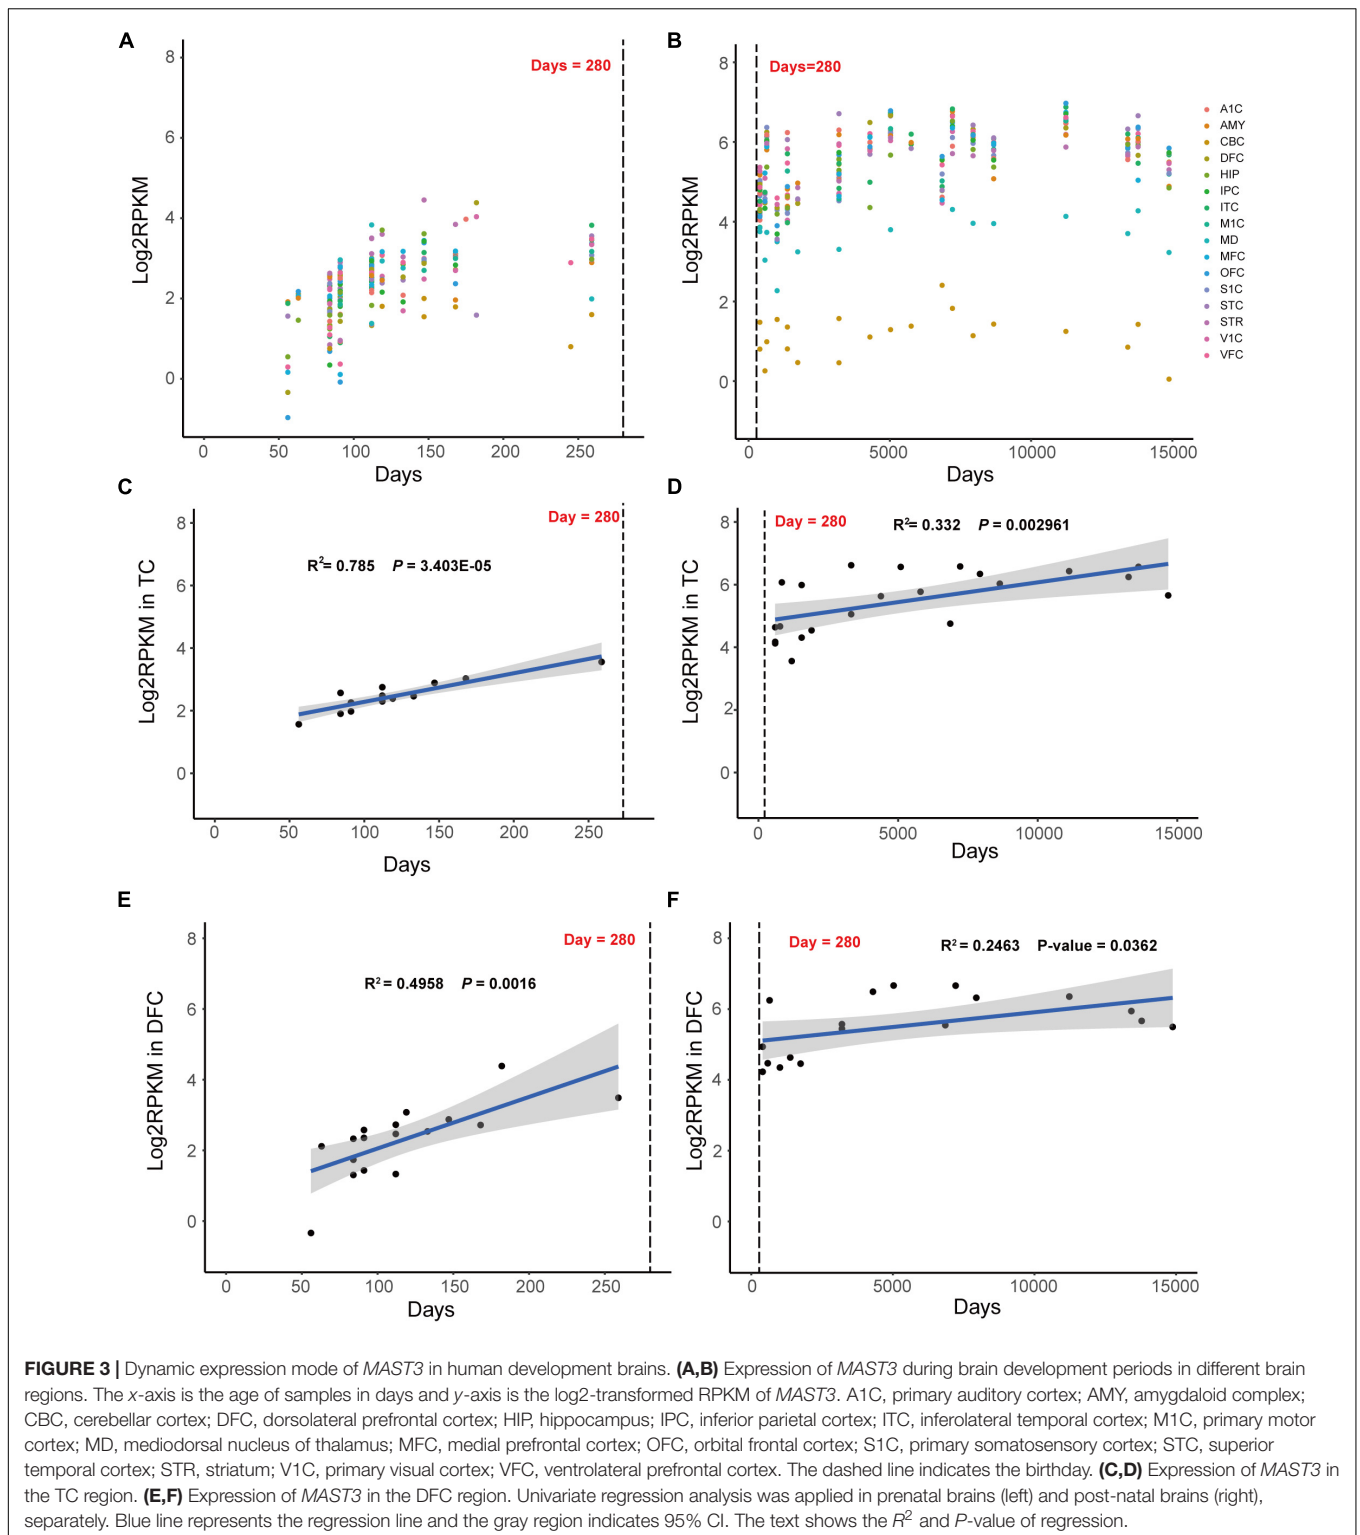 A
8
6
4
2
0
Log2RPKM
Days = 280
0 50 100 150 200 250
Days
B
8
6
4
2
0
Log2RPKM
Days=280
0 5000 10000 15000
Days
A1C
AMY
CBC
DFC
HIP
IPC
ITC
M1C
MD
MFC
OFC
S1C
STC
STR
V1C
VFC
C
8
6
4
2
0
Log2RPKM in TC
Day = 280
R2= 0.785 P = 3.403E-05
0 50 100 150 200 250
Days
D
8
6
4
2
0
Log2RPKM in TC
Day = 280
R2= 0.332 P = 0.002961
0 5000 10000 15000
Days
E
8
6
4
2
0
Log2RPKM in DFC
Day = 280
R2 = 0.4958 P = 0.0016
0 50 100 150 200 250
Days
F
8
6
4
2
0
Log2RPKM in DFC
Day = 280
R2 = 0.2463 P-value = 0.0362
0 5000 10000 15000
Days
FIGURE 3 | Dynamic expression mode of MAST3 in human development brains. (A,B) Expression of MAST3 during brain development periods in different brain
regions. The x-axis is the age of samples in days and y-axis is the log2-transformed RPKM of MAST3. A1C, primary auditory cortex; AMY, amygdaloid complex;
CBC, cerebellar cortex; DFC, dorsolateral prefrontal cortex; HIP, hippocampus; IPC, inferior parietal cortex; ITC, inferolateral temporal cortex; M1C, primary motor
cortex; MD, mediodorsal nucleus of thalamus; MFC, medial prefrontal cortex; OFC, orbital frontal cortex; S1C, primary somatosensory cortex; STC, superior
temporal cortex; STR, striatum; V1C, primary visual cortex; VFC, ventrolateral prefrontal cortex. The dashed line indicates the birthday. (C,D) Expression of MAST3 in
the TC region. (E,F) Expression of MAST3 in the DFC region. Univariate regression analysis was applied in prenatal brains (left) and post-natal brains (right),
separately. Blue line represents the regression line and the gray region indicates 95% CI. The text shows the R2 and P-value of regression.